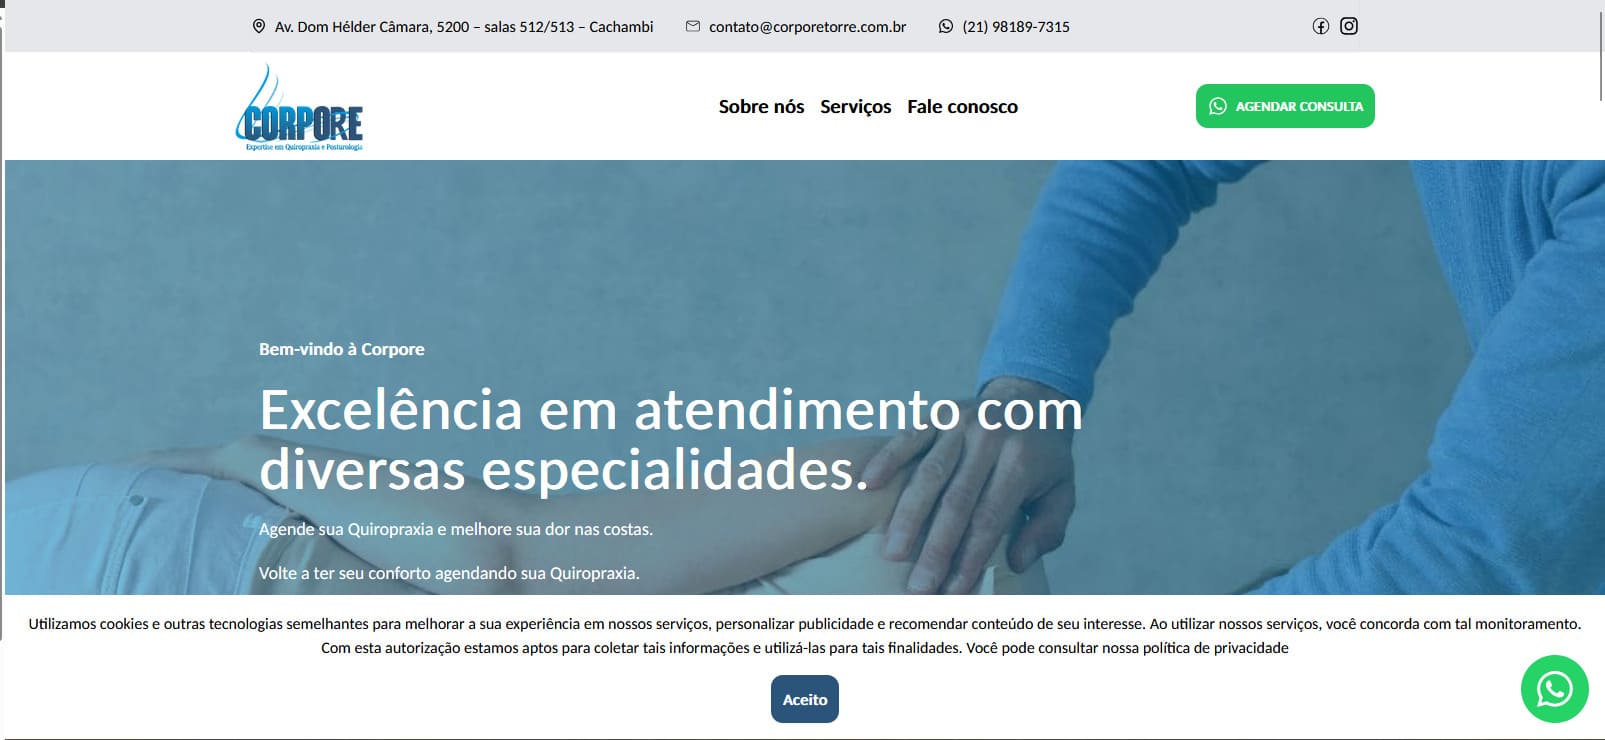 Av. Dom Hélder Câmara, 5200 – salas 512/513 – Cachambi
contato@corporetorre.com.br
(21) 98189-7315
CORPORE
Expertise em Quiropraxia e Posturologia
Sobre nós
Serviços
Fale conosco
AGENDAR CONSULTA
Bem-vindo à Corpore
Excelência em atendimento com
diversas especialidades.
Agende sua Quiropraxia e melhore sua dor nas costas.
Volte a ter seu conforto agendando sua Quiropraxia.
Utilizamos cookies e outras tecnologias semelhantes para melhorar a sua experiência em nossos serviços, personalizar publicidade e recomendar conteúdo de seu interesse. Ao utilizar nossos serviços, você concorda com tal monitoramento.
Com esta autorização estamos aptos para coletar tais informações e utilizá-las para tais finalidades. Você pode consultar nossa política de privacidade
Aceito